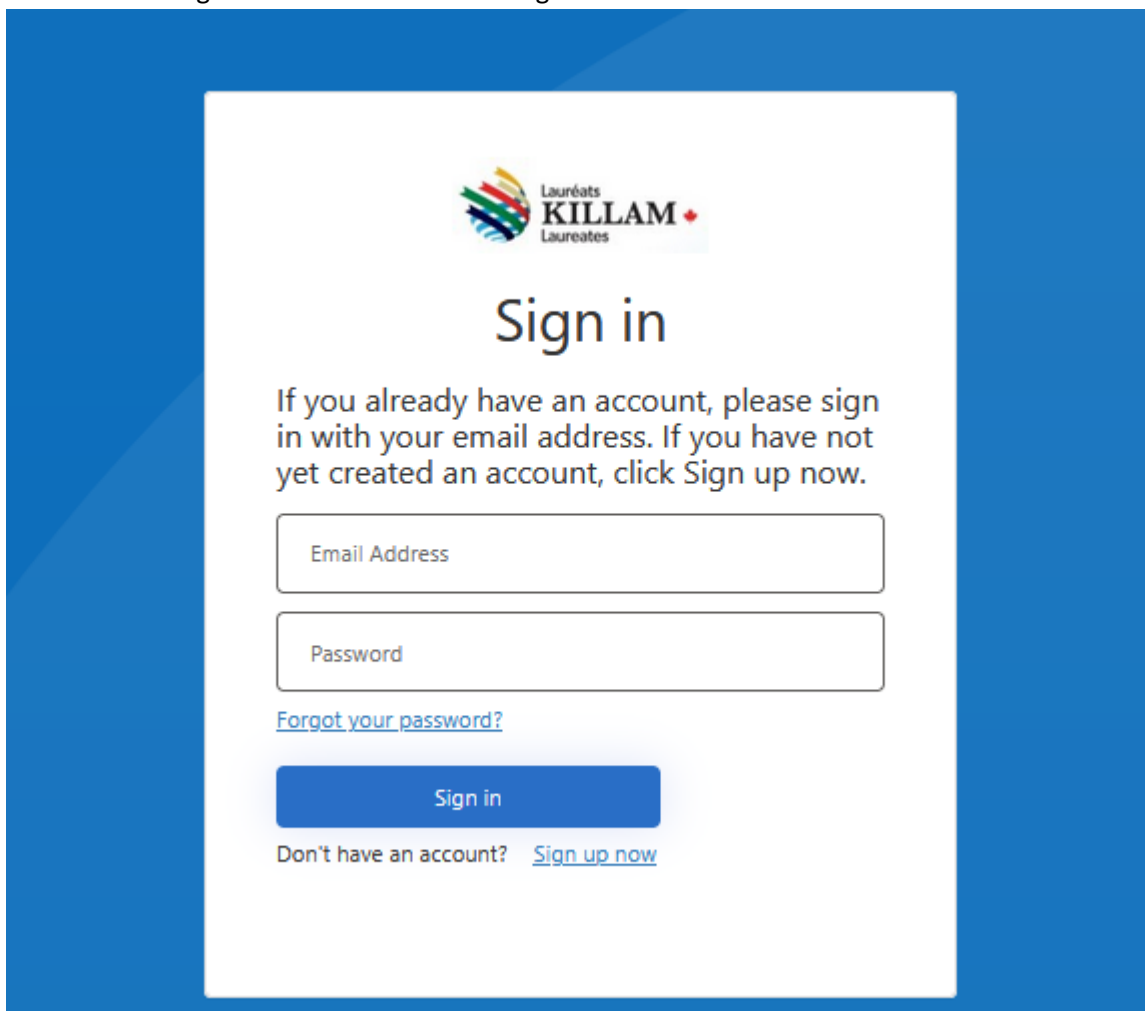 Lauréats
KILLAM
Laureates
Sign in
If you already have an account, please sign
in with your email address. If you have not
yet created an account, click Sign up now.
Email Address
Password
Forgot your password?
Sign in
Don't have an account? Sign up now